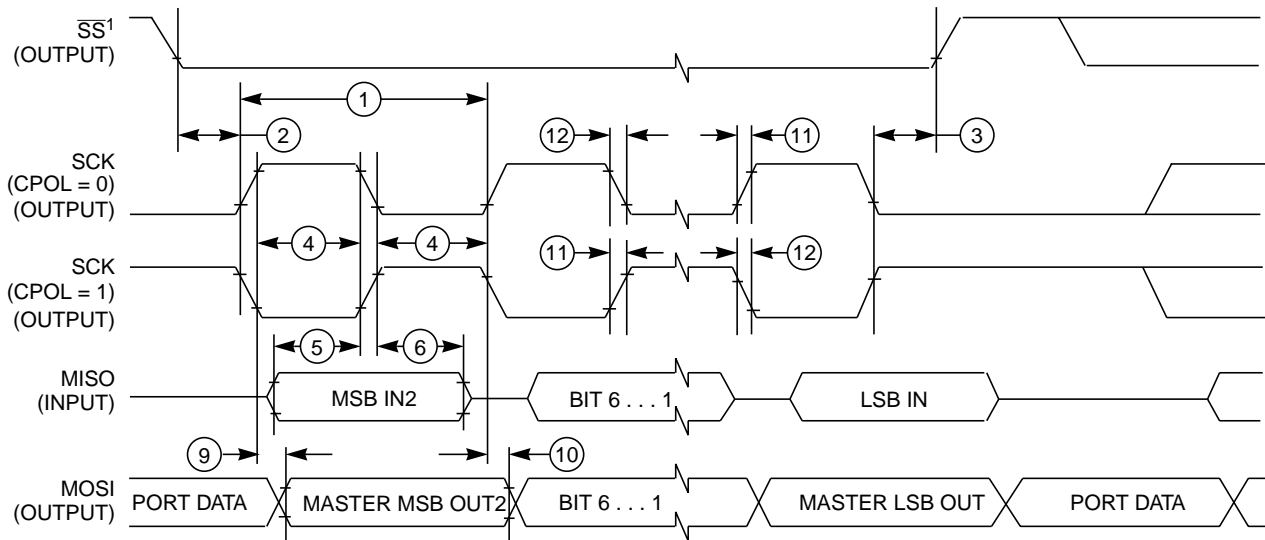 SS¹
(OUTPUT)
1
2
12
11
3
SCK
(CPOL = 0)
(OUTPUT)
4
4
SCK
(CPOL = 1)
(OUTPUT)
11
12
5
6
MISO
(INPUT)
MSB IN2
BIT 6 . . . 1
LSB IN
9
10
MOSI
(OUTPUT)
PORT DATA
MASTER MSB OUT2
BIT 6 . . . 1
MASTER LSB OUT
PORT DATA